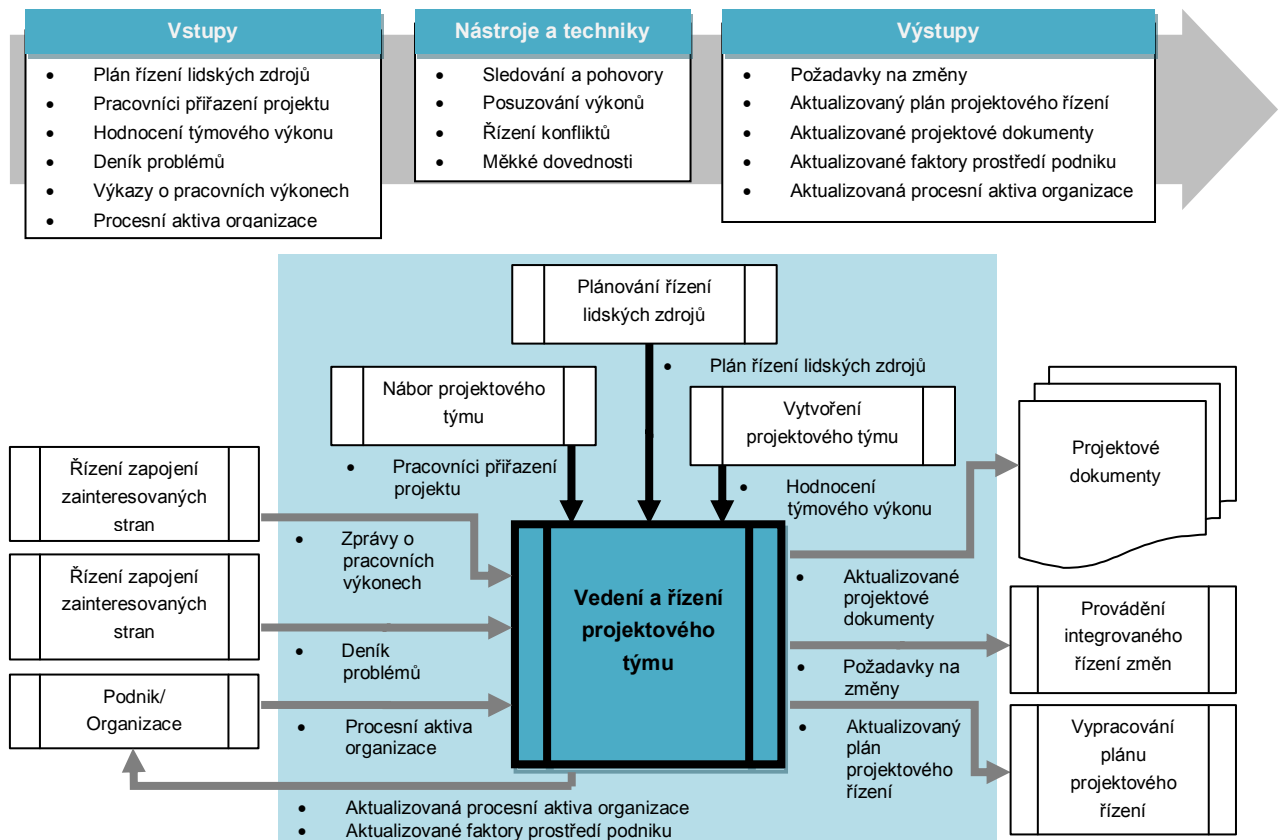 Vstupy
• Plán řízení lidských zdrojů
• Pracovníci přiřazení projektu
• Hodnocení týmového výkonu
• Deník problémů
• Výkazy o pracovních výkonech
• Procesní aktiva organizace
Nástroje a techniky
• Sledování a pohovory
• Posuzování výkonů
• Řízení konfliktů
• Měkké dovednosti
Výstupy
• Požadavky na změny
• Aktualizovaný plán projektového řízení
• Aktualizované projektové dokumenty
• Aktualizované faktory prostředí podniku
• Aktualizovaná procesní aktiva organizace
Plánování řízení
lidských zdrojů
• Plán řízení lidských zdrojů
Nábor projektového
týmu
• Pracovníci přiřazení
projektu
Vytvoření
projektového týmu
• Hodnocení
týmového výkonu
Řízení zapojení
zainteresovaných
stran
• Zprávy o
pracovních
výkonech
Řízení zapojení
zainteresovaných
stran
• Deník
problémů
Podnik/
Organizace
• Procesní aktiva
organizace
Vedení a řízení
projektového
týmu
• Aktualizovaná procesní aktiva organizace
• Aktualizované faktory prostředí podniku
Projektové
dokumenty
• Aktualizované
projektové
dokumenty
Provádění
integrovaného
řízení změn
• Požadavky na
změny
Vypracování
plánu
projektového
řízení
• Aktualizovaný
plán
projektového
řízení